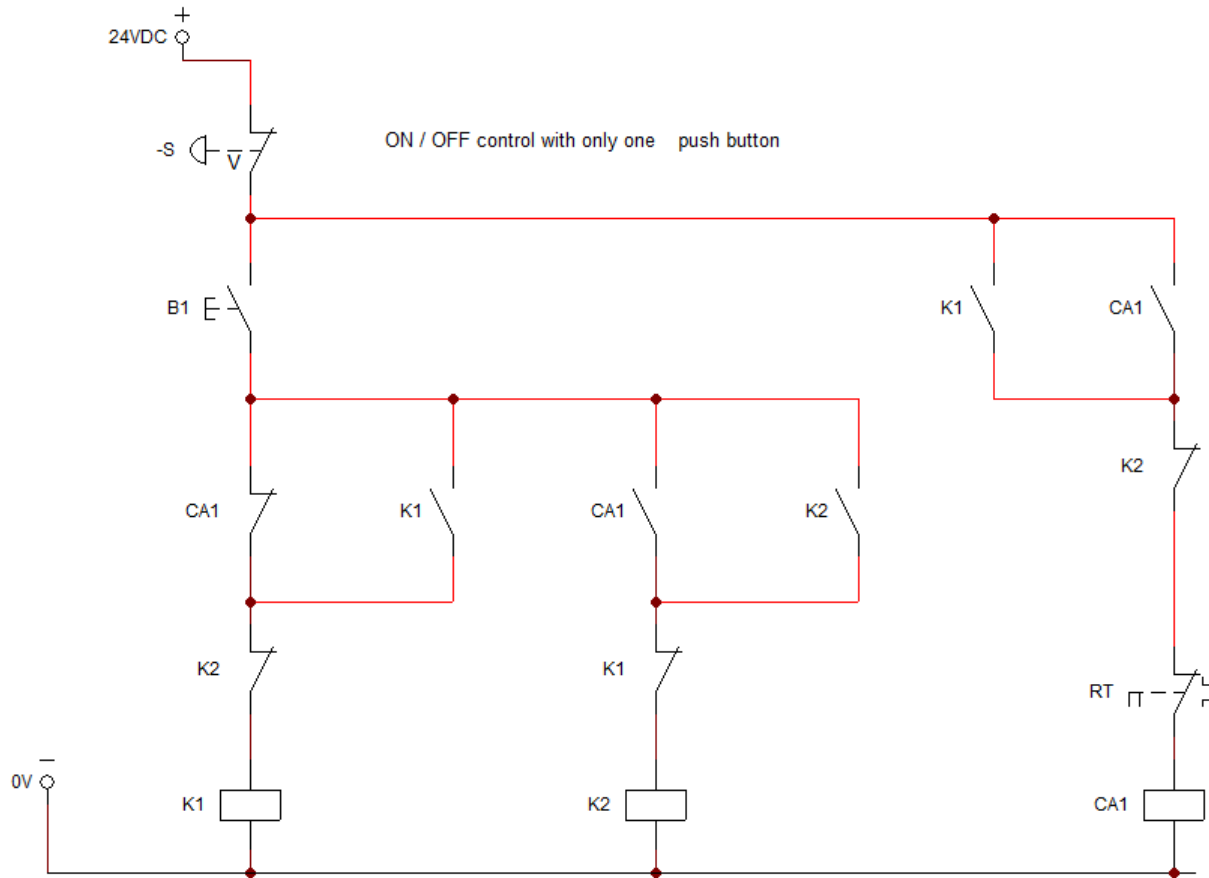 +
24VDC
-S
V
ON / OFF control with only one push button
B1
K1
CA1
CA1
K1
CA1
K2
K2
K2
K1
RT
0V
K1
K2
CA1